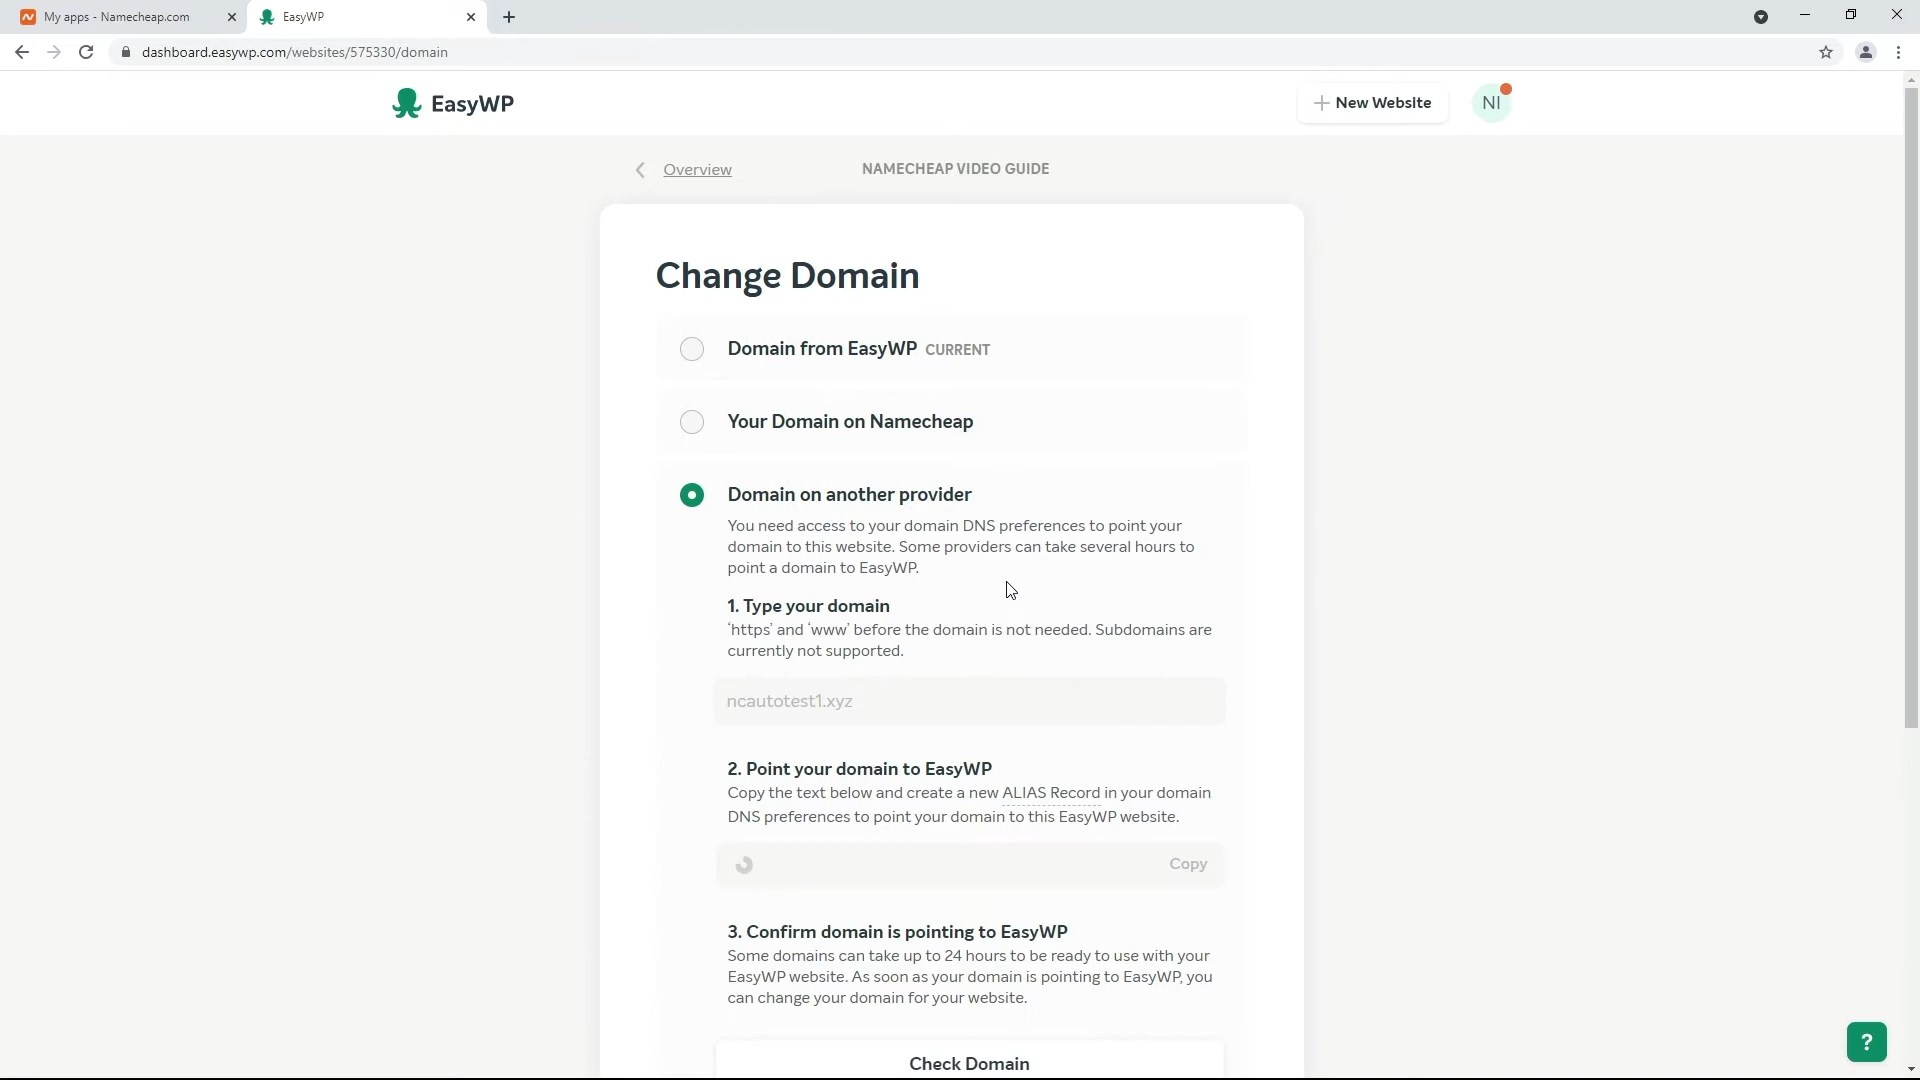 My apps - Namecheap.com
EasyWP
dashboard.easywp.com/websites/575330/domain
EasyWP
New Website
NI
Overview
NAMECHEAP VIDEO GUIDE
Change Domain
Domain from EasyWP CURRENT
Your Domain on Namecheap
Domain on another provider
You need access to your domain DNS preferences to point your
domain to this website. Some providers can take several hours to
point a domain to EasyWP.
1. Type your domain
‘https’ and ‘www’ before the domain is not needed. Subdomains are
currently not supported.
ncautotest1.xyz
2. Point your domain to EasyWP
Copy the text below and create a new ALIAS Record in your domain
DNS preferences to point your domain to this EasyWP website.
Copy
3. Confirm domain is pointing to EasyWP
Some domains can take up to 24 hours to be ready to use with your
EasyWP website. As soon as your domain is pointing to EasyWP, you
can change your domain for your website.
Check Domain
?